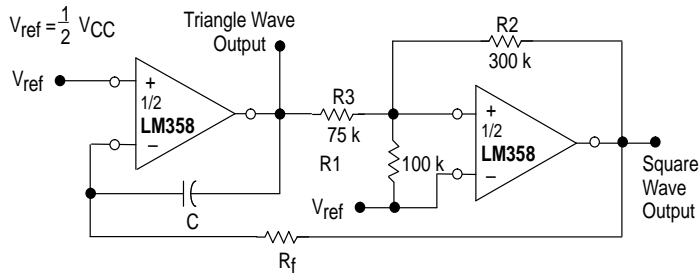 Vref = 1/2 VCC
Triangle Wave
Output
R2
300 k
Vref
+
1/2
LM358
−
R3
75 k
+
1/2
LM358
−
R1
100 k
Square
Wave
Output
C
Vref
Rf